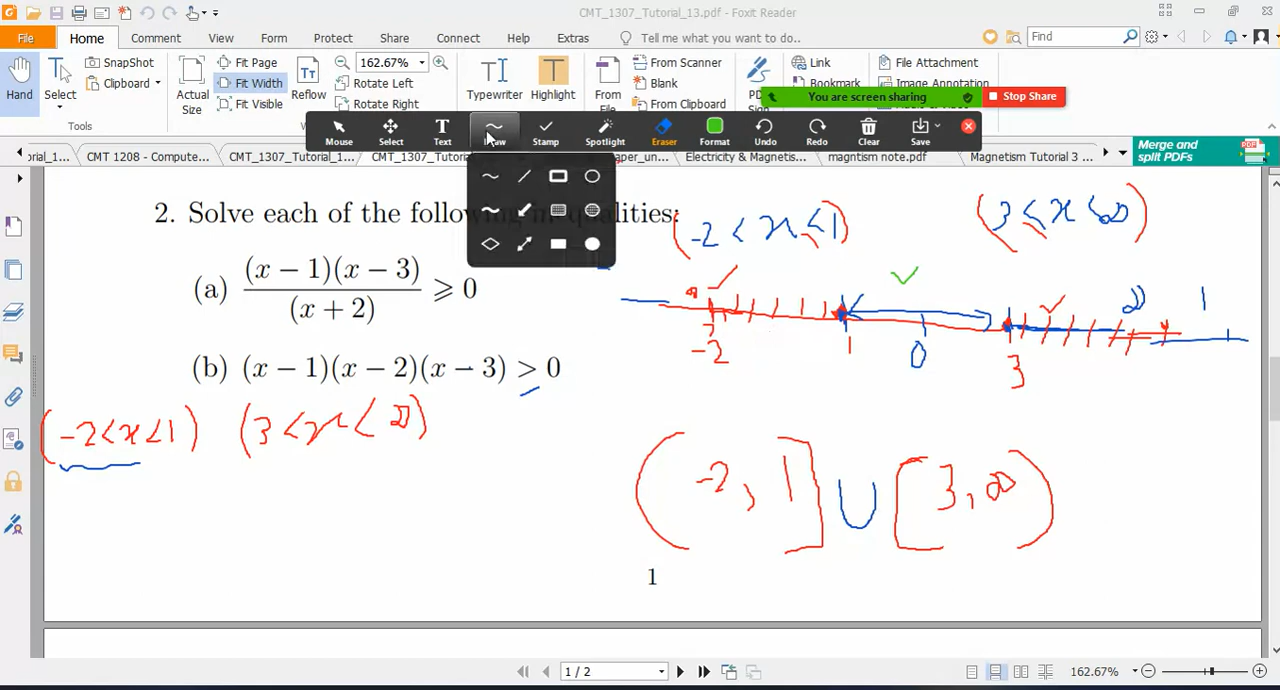 CMT_1307_Tutorial_13.pdf - Foxit Reader
File Home Comment View Form Protect Share Connect Help Extras Tell me what you want to do... Find
Hand
Select
SnapShot
Clipboard
Actual Size
Fit Page
Fit Width
Fit Visible
Reflow
162.67%
Rotate Left
Rotate Right
Typewriter
Highlight
From File
From Scanner
Blank
From Clipboard
Link
Bookmark
File Attachment
Image Annotation
Tools
You are screen sharing
Stop Share
Mouse Select Text Draw Stamp Spotlight Eraser Format Undo Redo Clear Save
CMT 1208 - Compute... CMT_1307_Tutorial_1... Electricity & Magnetis... magntism note.pdf Magnetism Tutorial 3 ...
Merge and split PDFs
2. Solve each of the following inequalities:
(-2 < x ≤ 1) (3 ≤ x < ∞)
(a) (x − 1)(x − 3) / (x + 2) ⩾ 0
-2 1 0 3 ∞ 1
(b) (x − 1)(x − 2)(x − 3) > 0
(-2 < x < 1) (3 < x < ∞)
(-2, 1] U [3, ∞)
1
1 / 2
162.67%